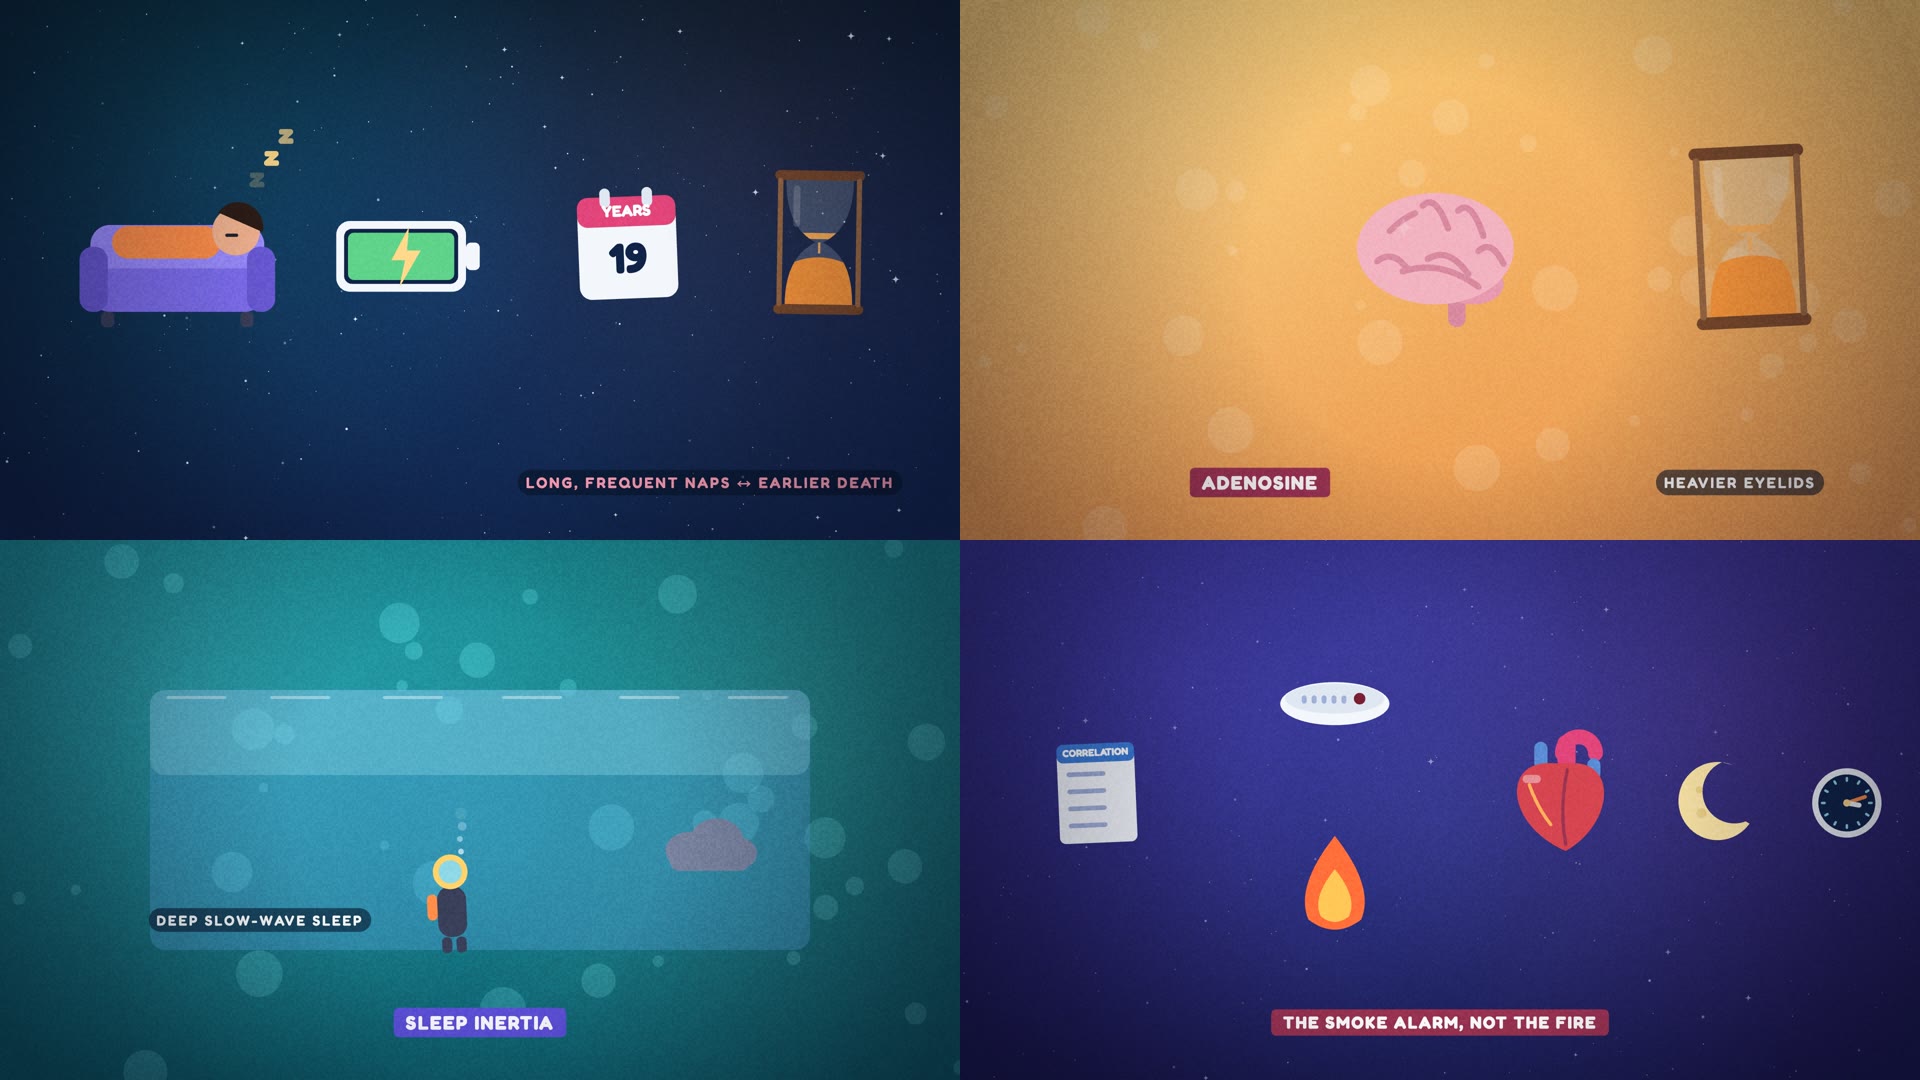 Z
Z
Z
YEARS
19
LONG, FREQUENT NAPS ↔ EARLIER DEATH
ADENOSINE
HEAVIER EYELIDS
DEEP SLOW-WAVE SLEEP
SLEEP INERTIA
CORRELATION
THE SMOKE ALARM, NOT THE FIRE